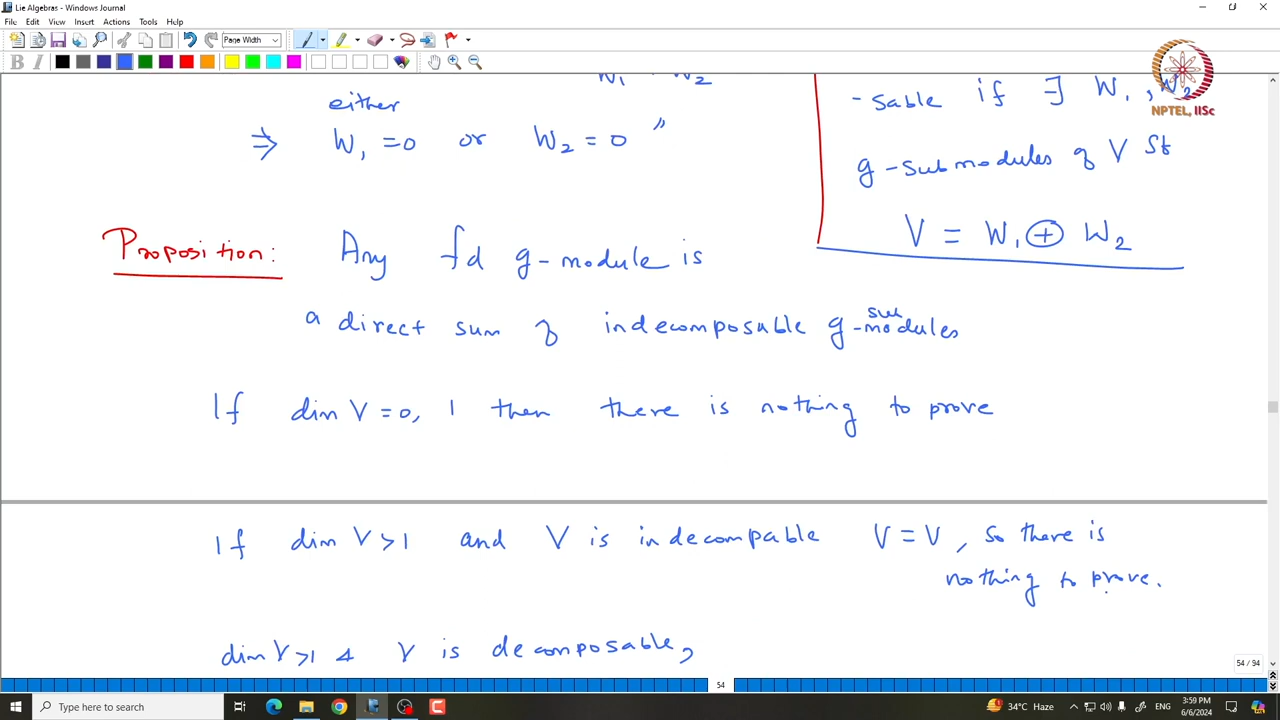 Lie Algebras - Windows Journal
File Edit View Insert Actions Tools Help
Page Width
B I
NPTEL, IISc
W1 . W2
either
⇒ W1 = 0 or W2 = 0 "
- sable if ∃ W1, W2
g - submodules of V st
V = W1 ⊕ W2
Proposition: Any fd g-module is
a direct sum of indecomposable g-submodules
If dim V = 0, 1 then there is nothing to prove
If dim V > 1 and V is indecompable V = V, so there is
nothing to prove.
dim V > 1 & V is decomposable,
54 / 94
54
Type here to search
34°C Haze
3:59 PM
6/6/2024